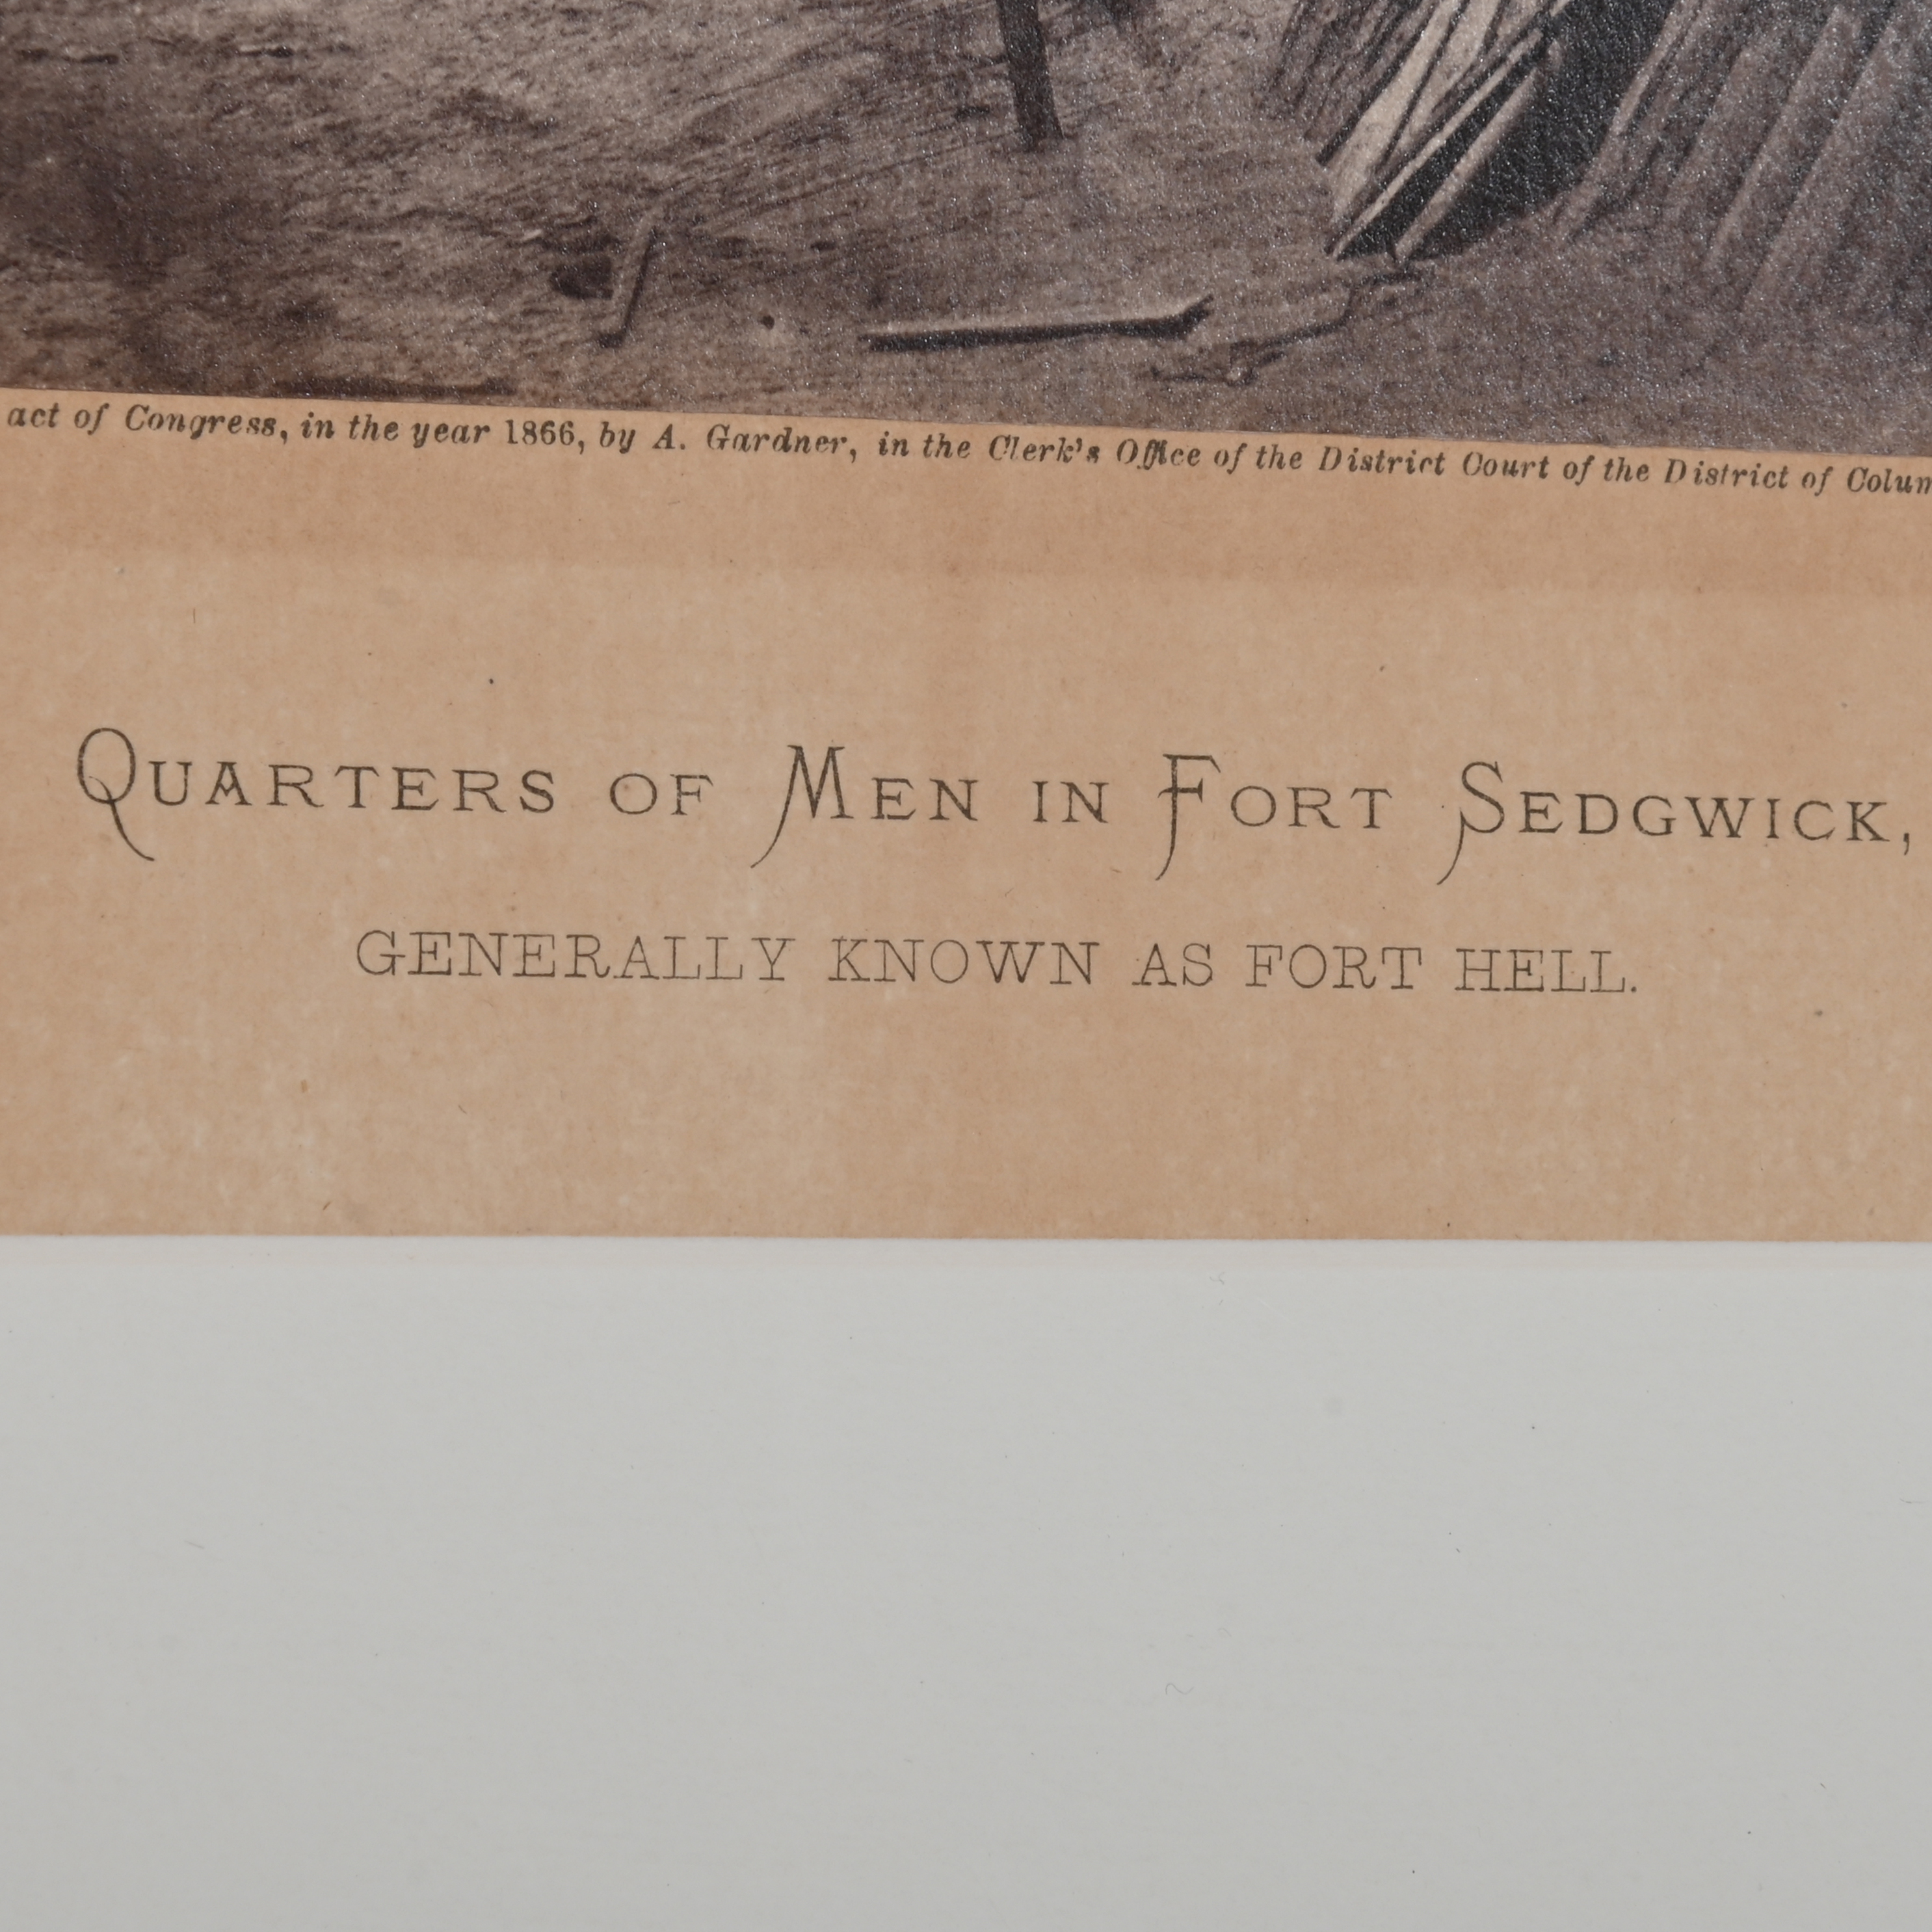 act of Congress, in the year 1866, by A. Gardner, in the Clerk's Office of the District Court of the District of
Quarters of Men in Fort Sedgwick,
GENERALLY KNOWN AS FORT HELL.